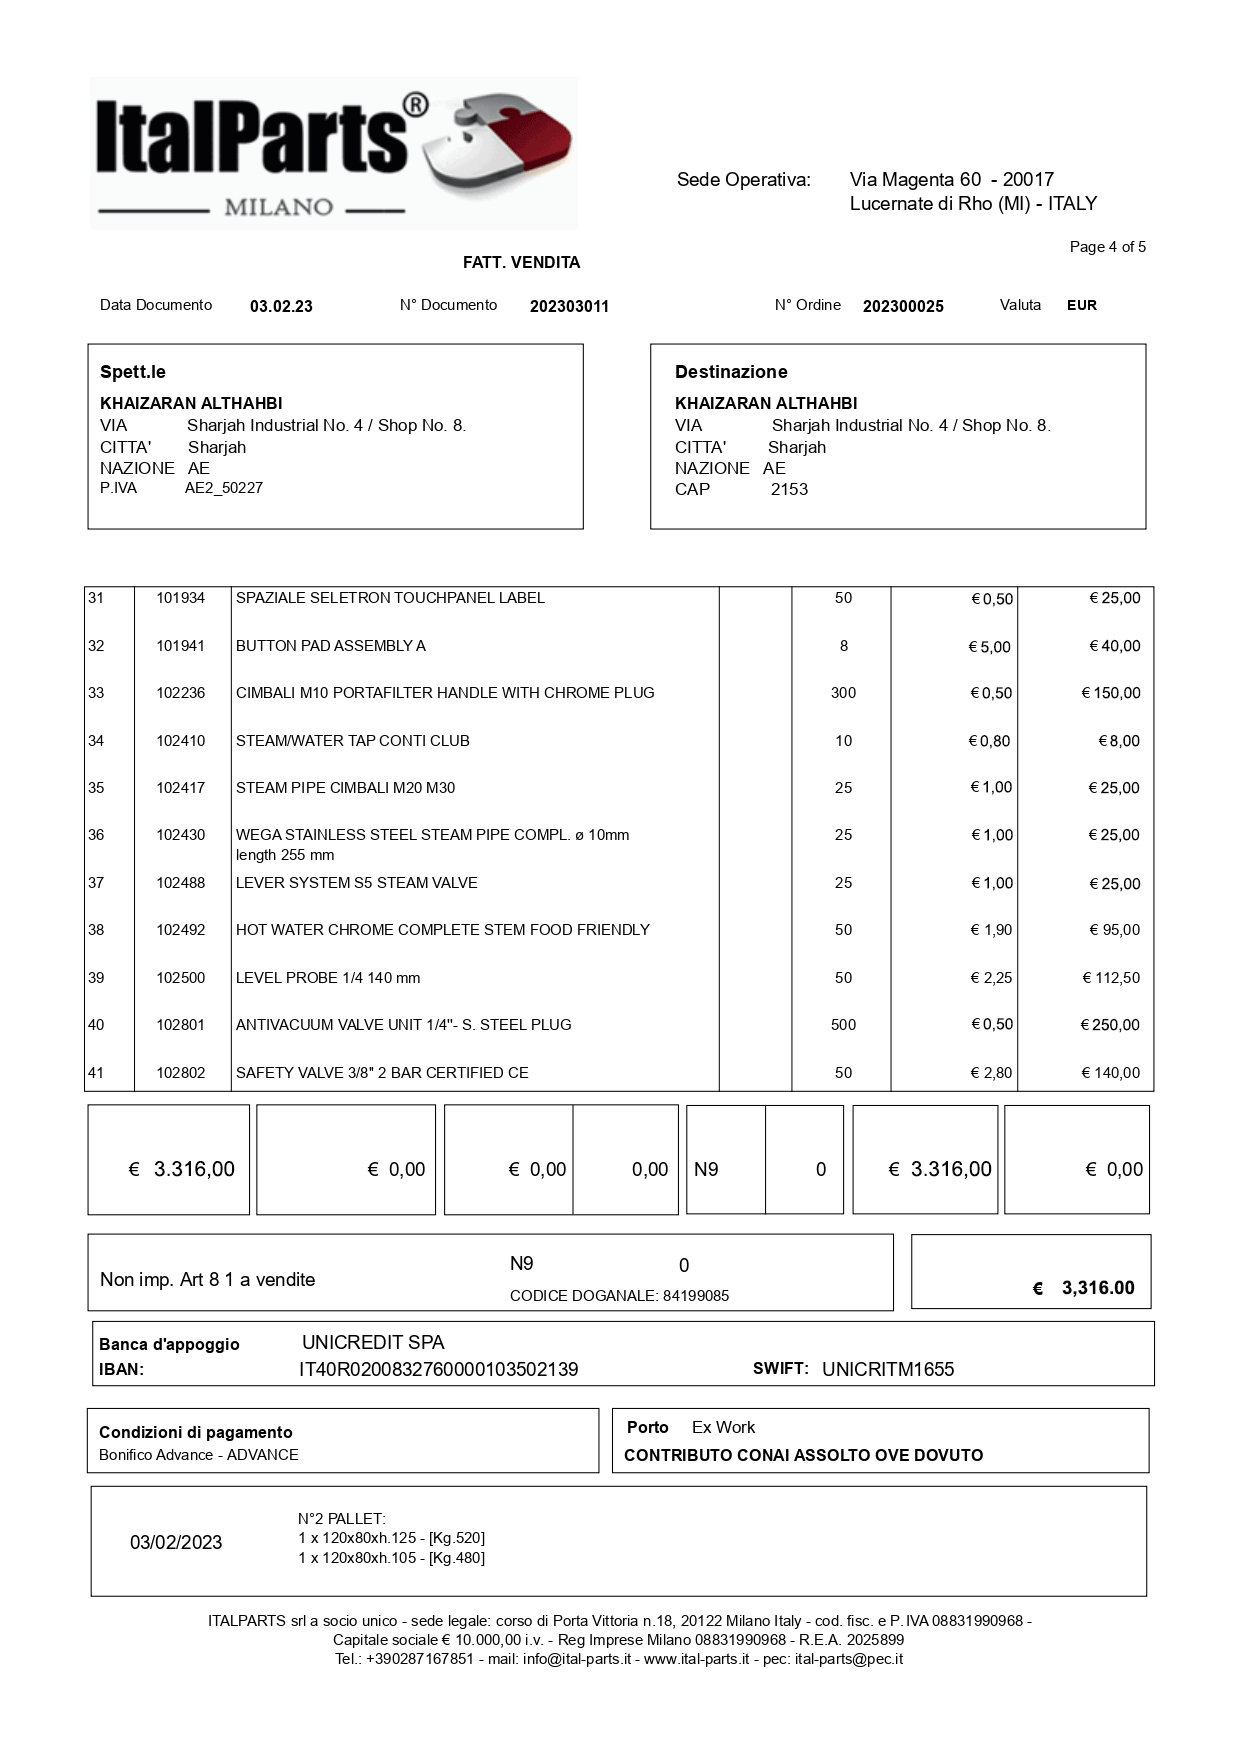 ItalParts®
MILANO
Sede Operativa: Via Magenta 60 - 20017
Lucernate di Rho (MI) - ITALY
Page 4 of 5
FATT. VENDITA
Data Documento 03.02.23 N° Documento 202303011 N° Ordine 202300025 Valuta EUR
Spett.le
KHAIZARAN ALTHAHBI
VIA Sharjah Industrial No. 4 / Shop No. 8.
CITTA' Sharjah
NAZIONE AE
P.IVA AE2_50227
Destinazione
KHAIZARAN ALTHAHBI
VIA Sharjah Industrial No. 4 / Shop No. 8.
CITTA' Sharjah
NAZIONE AE
CAP 2153
31 101934 SPAZIALE SELETRON TOUCHPANEL LABEL 50 € 0,50 € 25,00
32 101941 BUTTON PAD ASSEMBLY A 8 € 5,00 € 40,00
33 102236 CIMBALI M10 PORTAFILTER HANDLE WITH CHROME PLUG 300 € 0,50 € 150,00
34 102410 STEAM/WATER TAP CONTI CLUB 10 € 0,80 € 8,00
35 102417 STEAM PIPE CIMBALI M20 M30 25 € 1,00 € 25,00
36 102430 WEGA STAINLESS STEEL STEAM PIPE COMPL. ø 10mm 25 € 1,00 € 25,00
length 255 mm
37 102488 LEVER SYSTEM S5 STEAM VALVE 25 € 1,00 € 25,00
38 102492 HOT WATER CHROME COMPLETE STEM FOOD FRIENDLY 50 € 1,90 € 95,00
39 102500 LEVEL PROBE 1/4 140 mm 50 € 2,25 € 112,50
40 102801 ANTIVACUUM VALVE UNIT 1/4"- S. STEEL PLUG 500 € 0,50 € 250,00
41 102802 SAFETY VALVE 3/8" 2 BAR CERTIFIED CE 50 € 2,80 € 140,00
€ 3.316,00 € 0,00 € 0,00 0,00 N9 0 € 3.316,00 € 0,00
N9 0
Non imp. Art 8 1 a vendite
CODICE DOGANALE: 84199085
€ 3,316.00
Banca d'appoggio UNICREDIT SPA
IBAN: IT40R0200832760000103502139 SWIFT: UNICRITM1655
Condizioni di pagamento
Bonifico Advance - ADVANCE
Porto Ex Work
CONTRIBUTO CONAI ASSOLTO OVE DOVUTO
03/02/2023
N°2 PALLET:
1 x 120x80xh.125 - [Kg.520]
1 x 120x80xh.105 - [Kg.480]
ITALPARTS srl a socio unico - sede legale: corso di Porta Vittoria n.18, 20122 Milano Italy - cod. fisc. e P.IVA 08831990968 -
Capitale sociale € 10.000,00 i.v. - Reg Imprese Milano 08831990968 - R.E.A. 2025899
Tel.: +390287167851 - mail: info@ital-parts.it - www.ital-parts.it - pec: ital-parts@pec.it